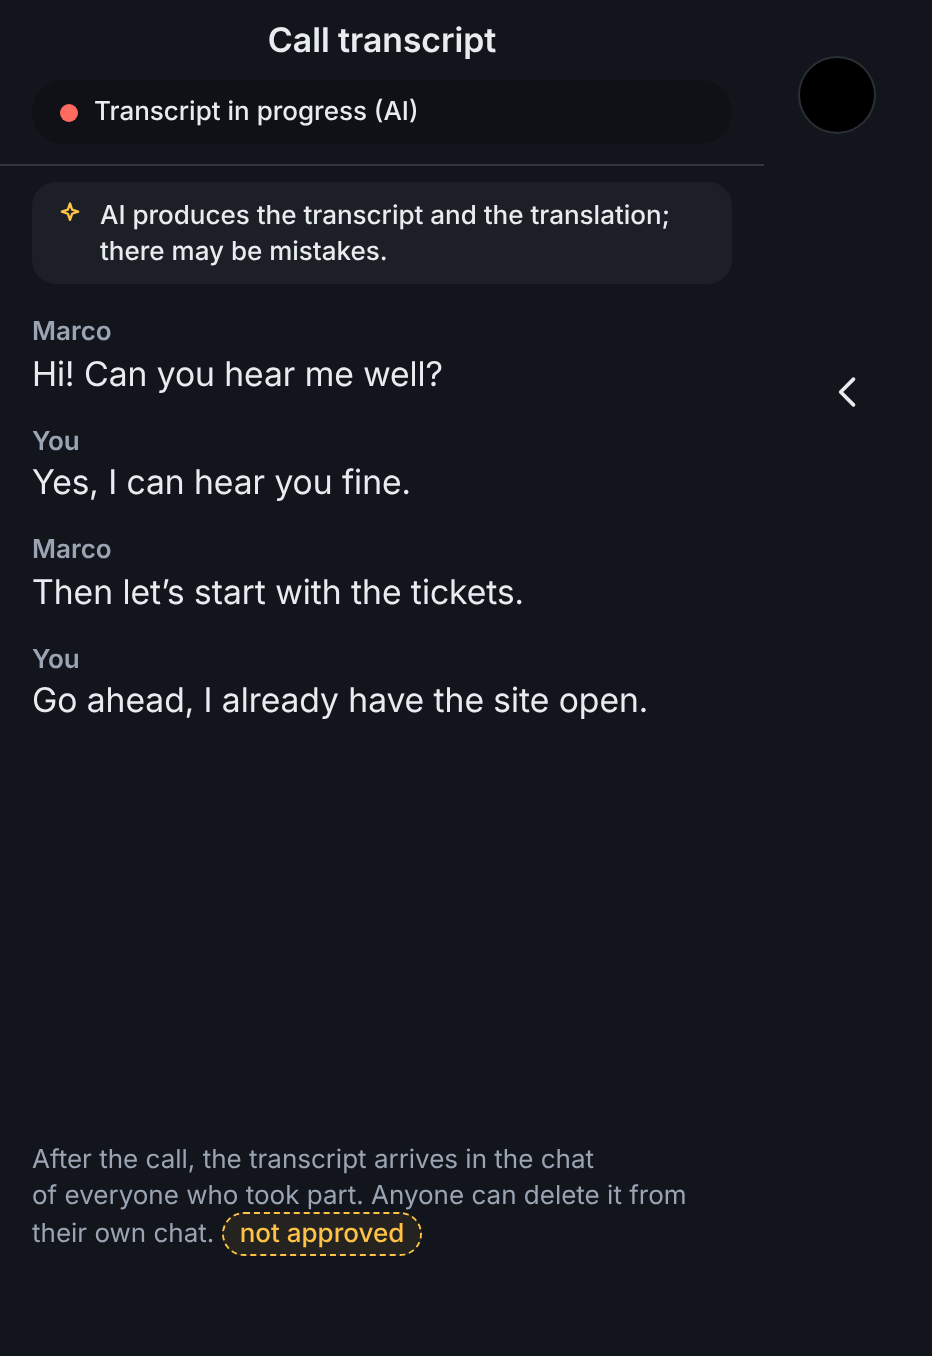 Call transcript
Transcript in progress (AI)
AI produces the transcript and the translation;
there may be mistakes.
Marco
Hi! Can you hear me well?
You
Yes, I can hear you fine.
Marco
Then let’s start with the tickets.
You
Go ahead, I already have the site open.
After the call, the transcript arrives in the chat
of everyone who took part. Anyone can delete it from
their own chat. not approved